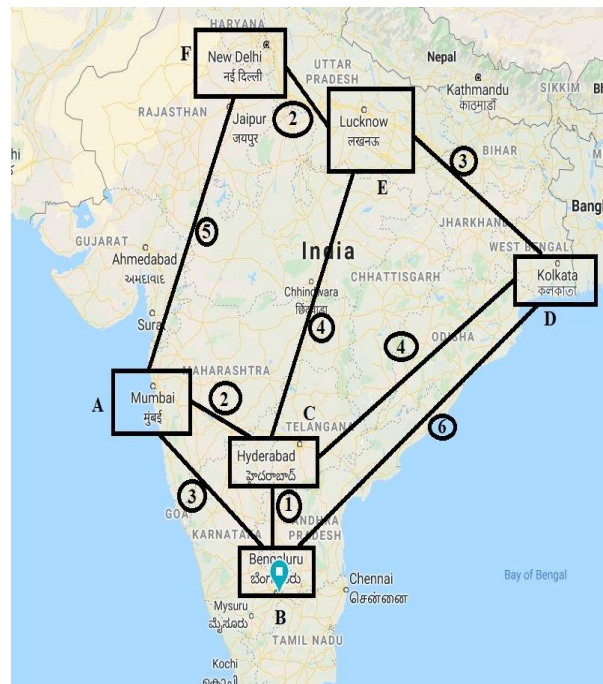 HARYANA
F
New Delhi
नई दिल्ली
UTTAR
PRADESH
Nepal
Kathmandu
काठमाडौँ
SIKKIM
Bh
RAJASTHAN
Jaipur
जयपुर
2
Lucknow
लखनऊ
E
3
BIHAR
hi
Bangl
JHARKHAND
WEST BENGAL
5
GUJARAT
Ahmedabad
અમદાવાદ
India
Kolkata
কলকাতা
D
CHHATTISGARH
Chhindwara
छिंदवाड़ा
Surat
4
4
ODISHA
MAHARASHTRA
A
Mumbai
मुंबई
2
C
TELANGANA
6
Hyderabad
హైదరాబాద్
3
1
GOA
KARNATAKA
ANDHRA
PRADESH
Bengaluru
Bay of Bengal
Chennai
சென்னை
B
Mysuru
ಮೈಸೂರು
TAMIL NADU
Kochi